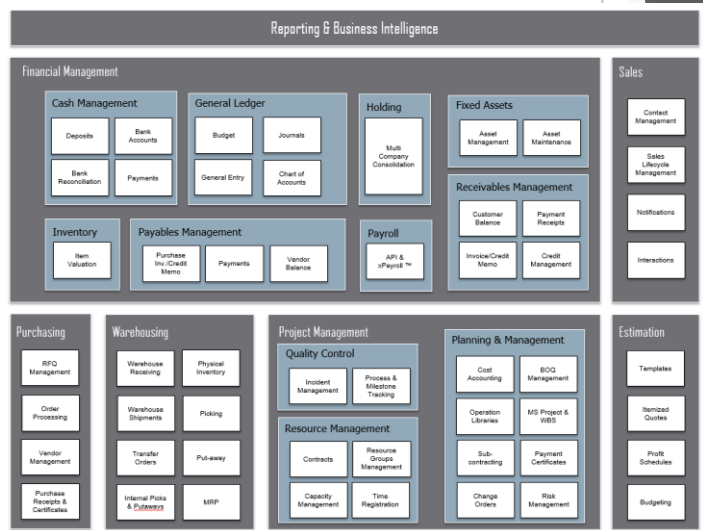 Reporting & Business Intelligence
Financial Management
Cash Management
Deposits
Bank
Accounts
Bank
Reconciliation
Payments
General Ledger
Budget
Journals
General Entry
Chart of
Accounts
Holding
Multi
Company
Consolidation
Fixed Assets
Asset
Management
Asset
Maintenance
Receivables Management
Customer
Balance
Payment
Receipts
Invoice/Credit
Memo
Credit
Management
Inventory
Item
Valuation
Payables Management
Purchase
Inv./Credit
Memo
Payments
Vendor
Balance
Payroll
API &
xPayroll ™
Sales
Contact
Management
Sales
Lifecycle
Management
Notifications
Interactions
Purchasing
RFQ
Management
Order
Processing
Vendor
Management
Purchase
Receipts &
Certificates
Warehousing
Warehouse
Receiving
Physical
Inventory
Warehouse
Shipments
Picking
Transfer
Orders
Put-away
Internal Picks
& Putaways
MRP
Project Management
Quality Control
Incident
Management
Process &
Milestone
Tracking
Resource Management
Contracts
Resource
Groups
Management
Capacity
Management
Time
Registration
Planning & Management
Cost
Accounting
BOQ
Management
Operation
Libraries
MS Project &
WBS
Sub-
contracting
Payment
Certificates
Change
Orders
Risk
Management
Estimation
Templates
Itemized
Quotes
Profit
Schedules
Budgeting